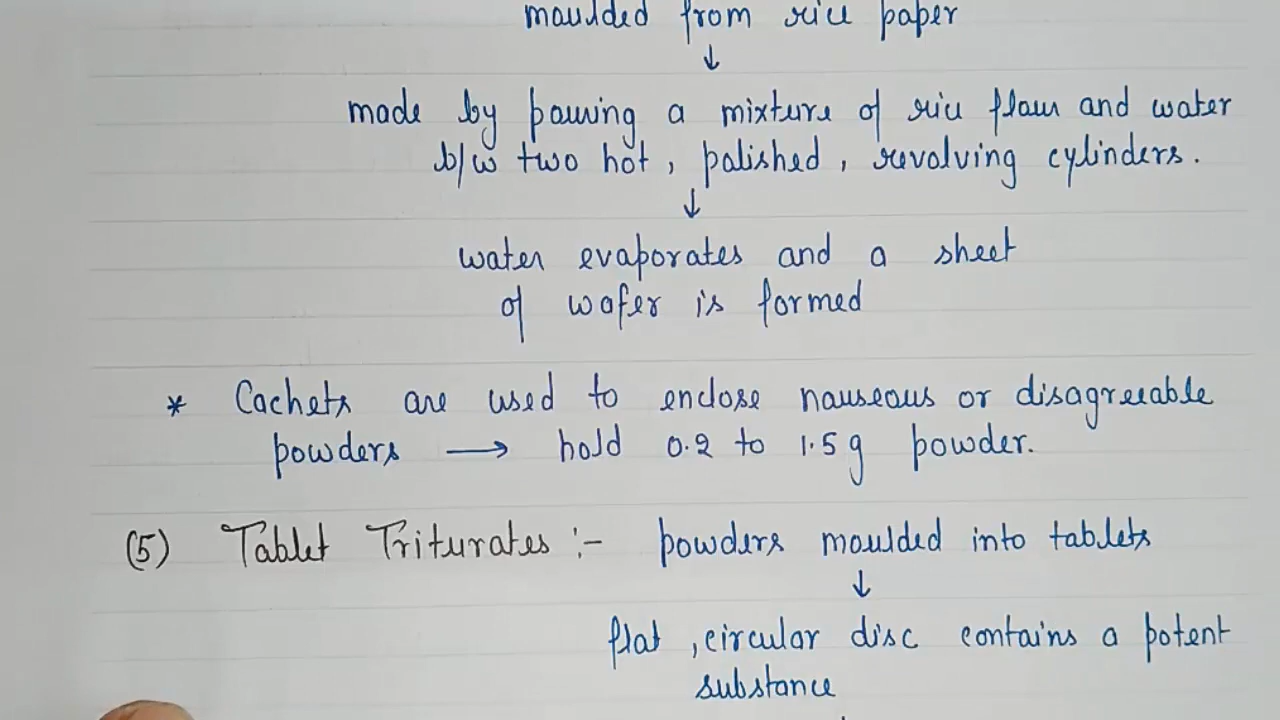 moulded from rice paper
↓
made by pouring a mixture of rice flour and water
b/w two hot, polished, revolving cylinders.
↓
water evaporates and a sheet
of wafer is formed
* Cachets are used to enclose nauseous or disagreeable
powders → hold 0.2 to 1.5g powder.
(5) Tablet Triturates :- powders moulded into tablets
↓
flat, circular disc contains a potent
substance